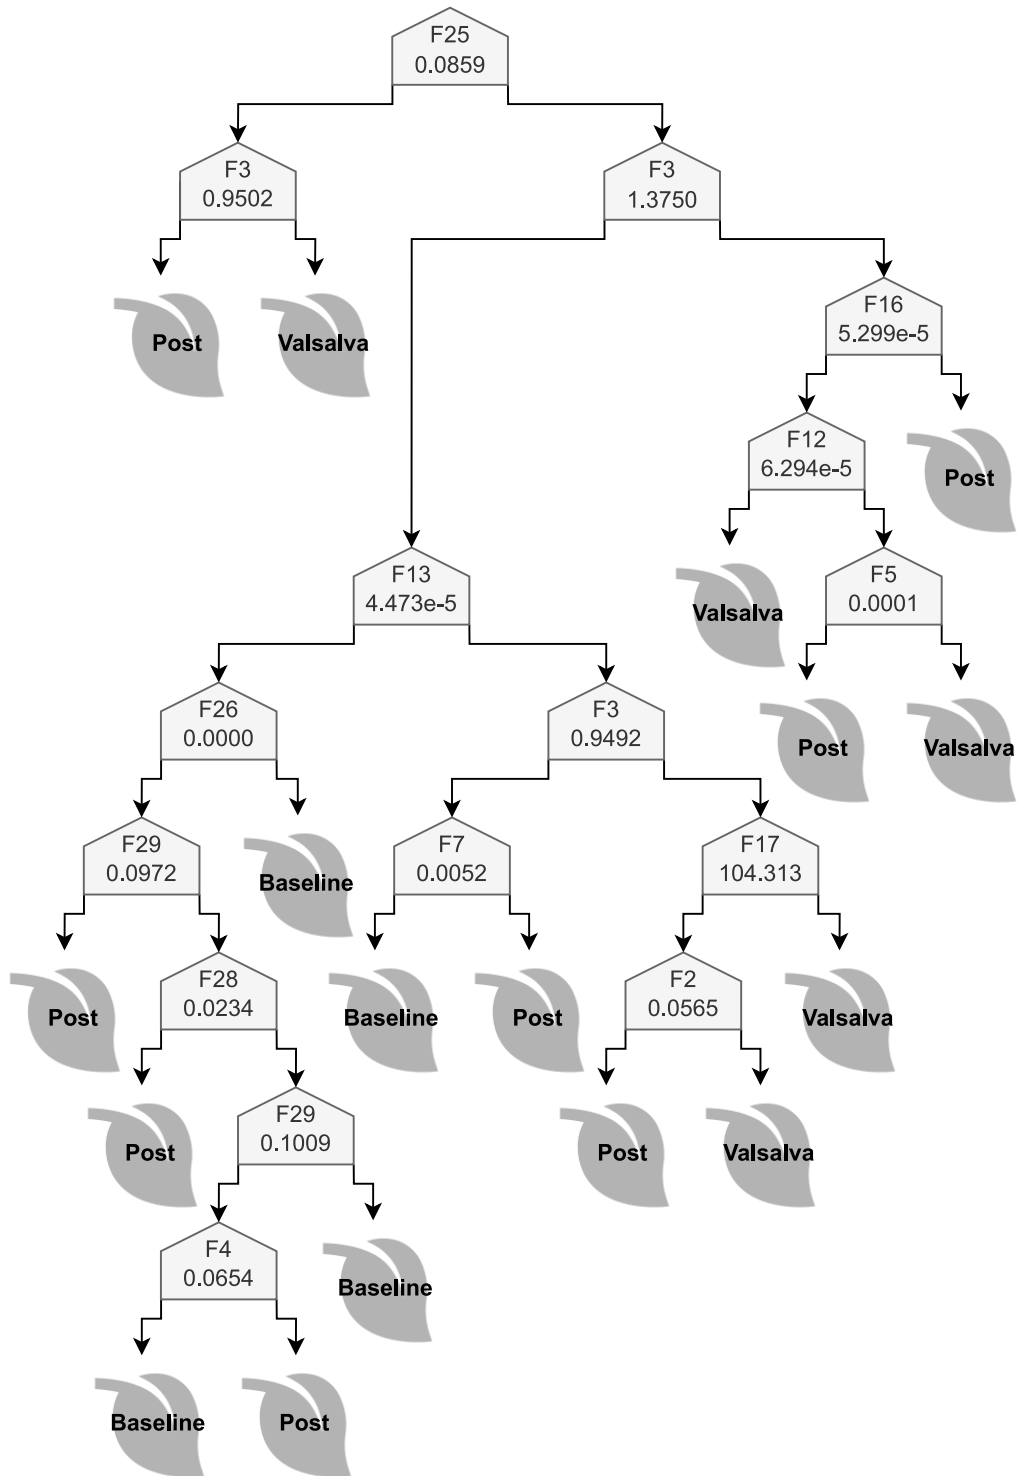 F25
0.0859
F3
0.9502
F3
1.3750
Post
Valsalva
F16
5.299e-5
F12
6.294e-5
Post
F13
4.473e-5
Valsalva
F5
0.0001
F26
0.0000
F3
0.9492
Post
Valsalva
F29
0.0972
Baseline
F7
0.0052
F17
104.313
Post
F28
0.0234
Baseline
Post
F2
0.0565
Valsalva
Post
F29
0.1009
Post
Valsalva
F4
0.0654
Baseline
Baseline
Post